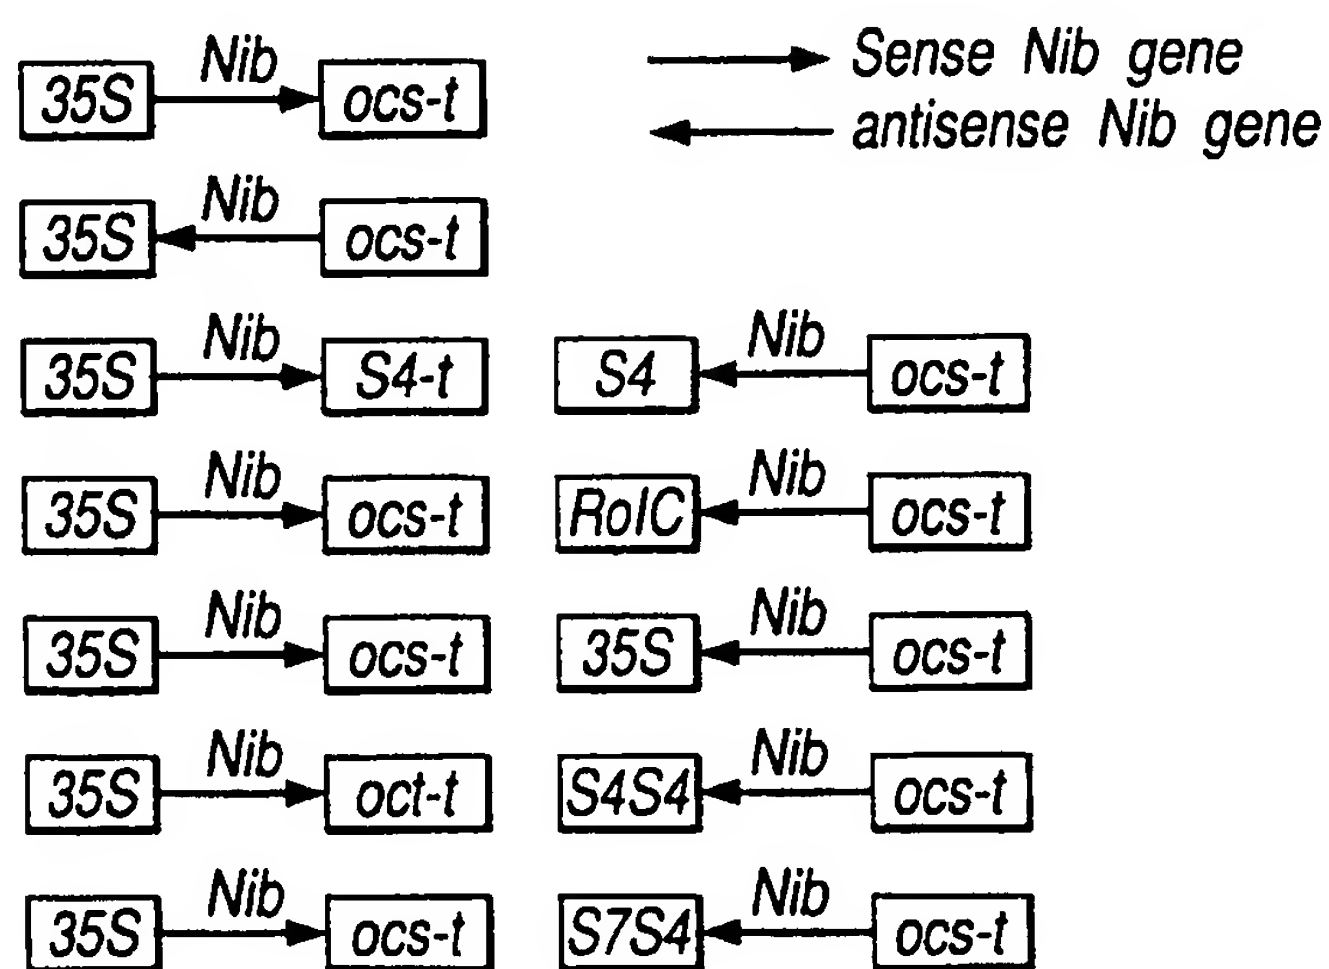 Nib
35S ocs-t
Sense Nib gene
antisense Nib gene
Nib
35S ocs-t
Nib Nib
35S S4-t S4 ocs-t
Nib Nib
35S ocs-t RolC ocs-t
Nib Nib
35S ocs-t 35S ocs-t
Nib Nib
35S oct-t S4S4 ocs-t
Nib Nib
35S ocs-t S7S4 ocs-t